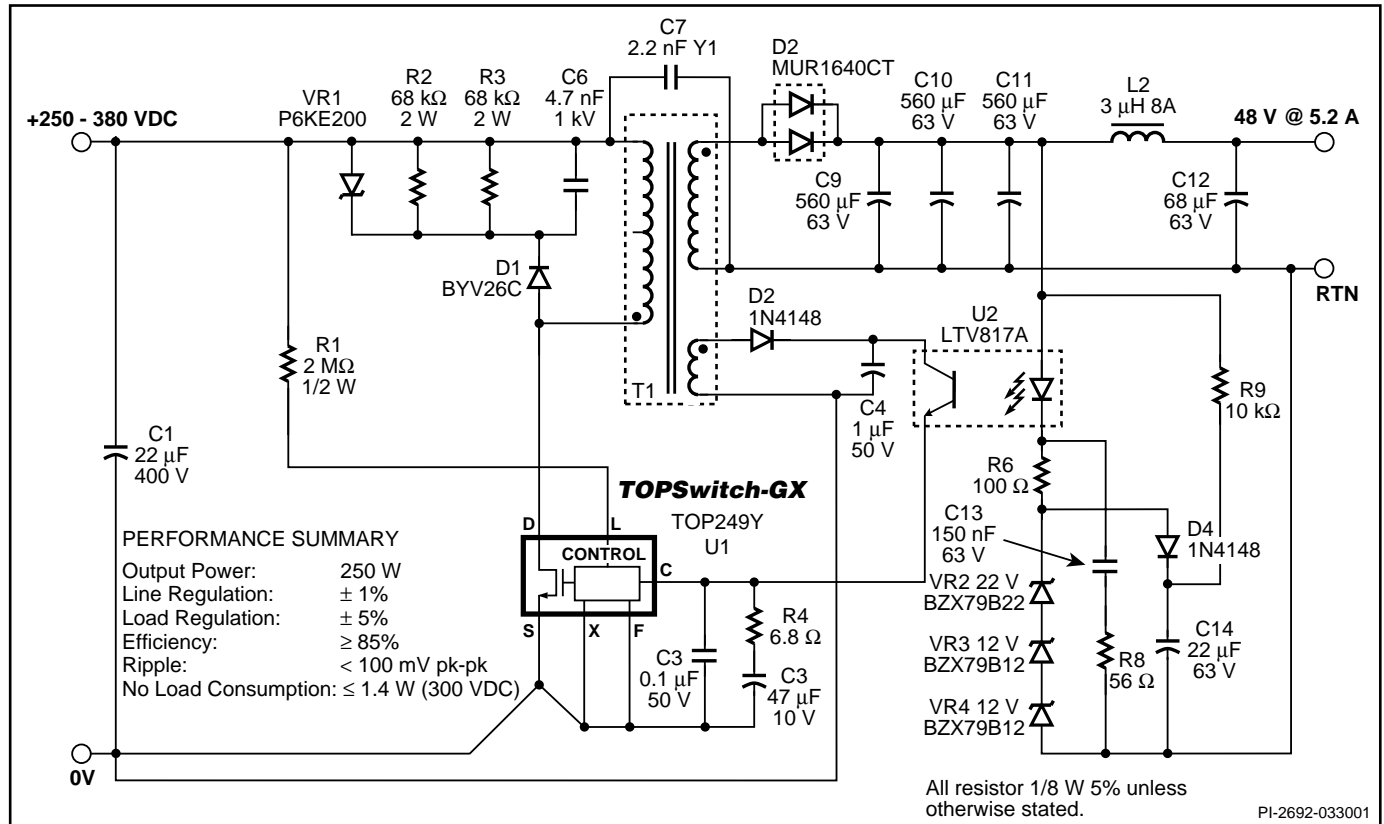 C7
2.2 nF Y1
D2
MUR1640CT
R2
68 kΩ
2 W
R3
68 kΩ
2 W
C6
4.7 nF
1 kV
C10
560 µF
63 V
C11
560 µF
63 V
L2
3 µH 8A
VR1
P6KE200
+250 - 380 VDC
48 V @ 5.2 A
C9
560 µF
63 V
C12
68 µF
63 V
D1
BYV26C
RTN
D2
1N4148
U2
LTV817A
R1
2 MΩ
1/2 W
T1
R9
10 kΩ
C4
1 µF
50 V
C1
22 µF
400 V
R6
100 Ω
TOPSwitch-GX
TOP249Y
U1
D
L
CONTROL
C
S
X
F
C13
150 nF
63 V
D4
1N4148
PERFORMANCE SUMMARY
Output Power: 250 W
Line Regulation: ± 1%
Load Regulation: ± 5%
Efficiency: ≥ 85%
Ripple: < 100 mV pk-pk
No Load Consumption: ≤ 1.4 W (300 VDC)
VR2 22 V
BZX79B22
R4
6.8 Ω
C3
0.1 µF
50 V
C3
47 µF
10 V
VR3 12 V
BZX79B12
R8
56 Ω
C14
22 µF
63 V
VR4 12 V
BZX79B12
0V
All resistor 1/8 W 5% unless
otherwise stated.
PI-2692-033001